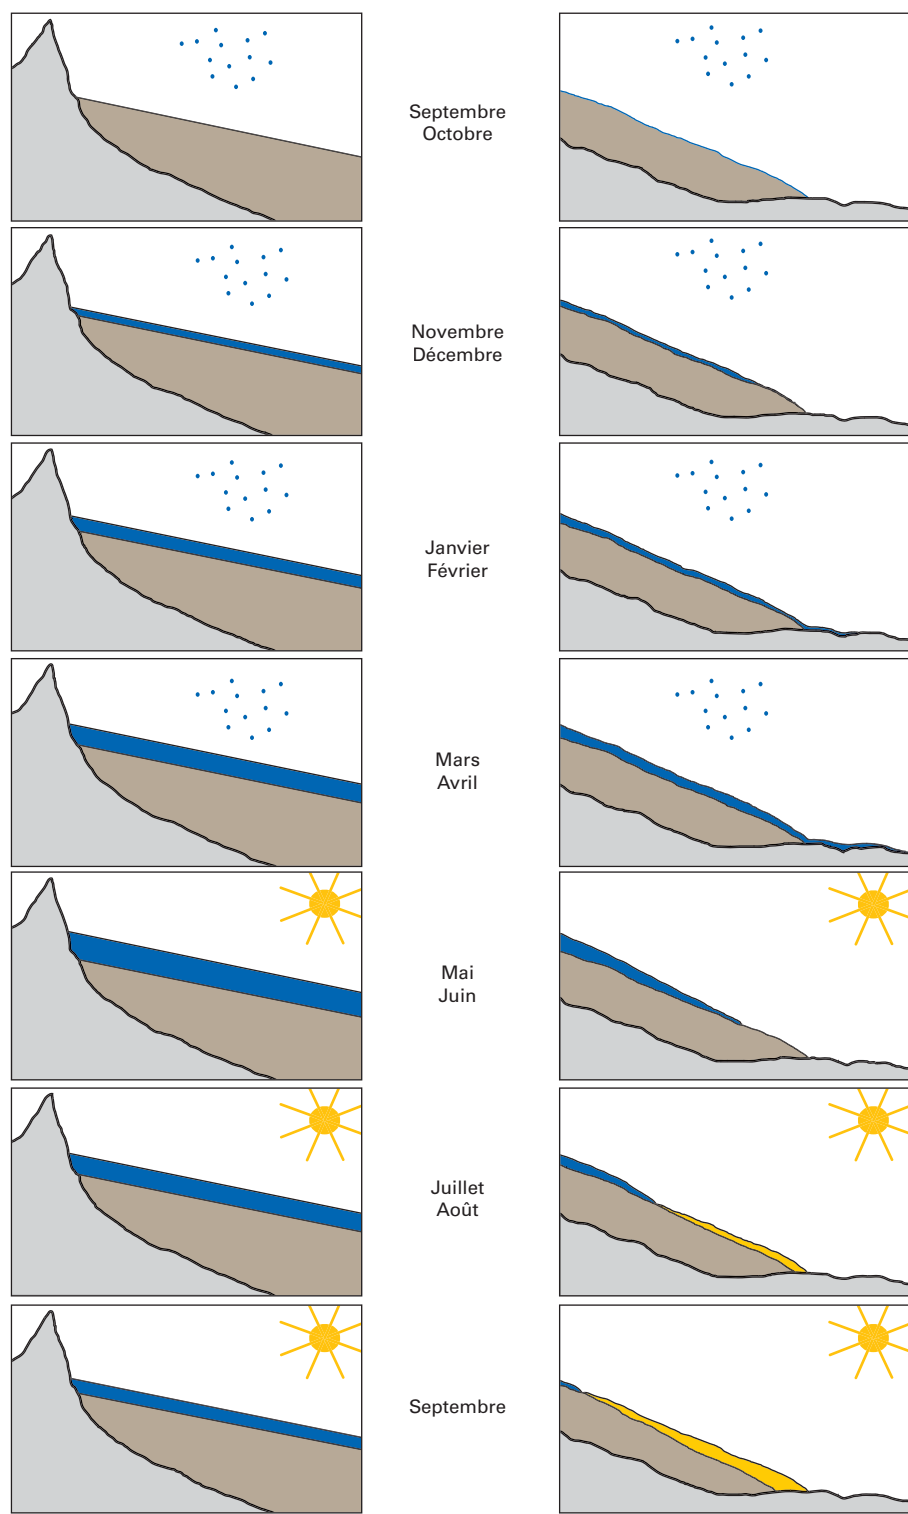 Septembre
Octobre
Novembre
Décembre
Janvier
Février
Mars
Avril
Mai
Juin
Juillet
Août
Septembre